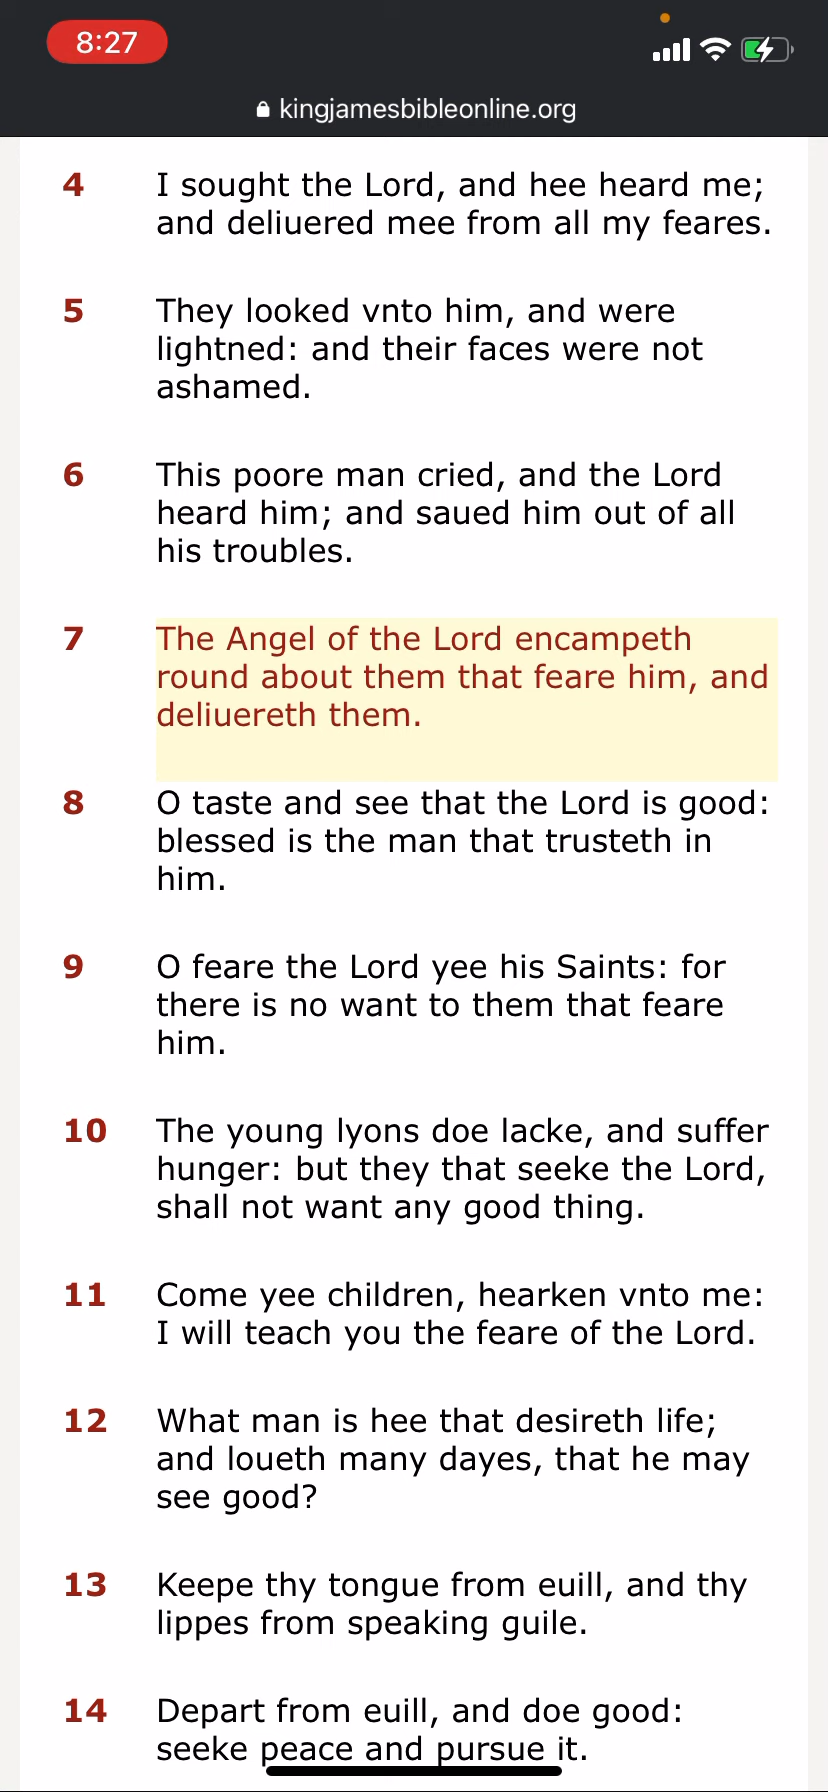 8:27
kingjamesbibleonline.org
4 I sought the Lord, and hee heard me;
and deliuered mee from all my feares.
5 They looked vnto him, and were
lightned: and their faces were not
ashamed.
6 This poore man cried, and the Lord
heard him; and saued him out of all
his troubles.
7 The Angel of the Lord encampeth
round about them that feare him, and
deliuereth them.
8 O taste and see that the Lord is good:
blessed is the man that trusteth in
him.
9 O feare the Lord yee his Saints: for
there is no want to them that feare
him.
10 The young lyons doe lacke, and suffer
hunger: but they that seeke the Lord,
shall not want any good thing.
11 Come yee children, hearken vnto me:
I will teach you the feare of the Lord.
12 What man is hee that desireth life;
and loueth many dayes, that he may
see good?
13 Keepe thy tongue from euill, and thy
lippes from speaking guile.
14 Depart from euill, and doe good:
seeke peace and pursue it.